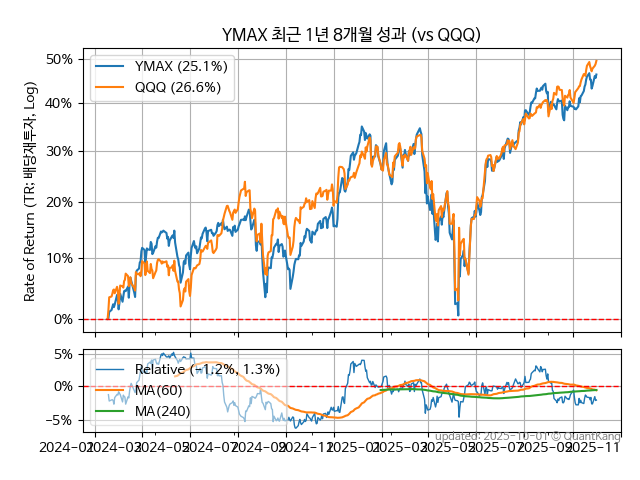 YMAX 최근 1년 8개월 성과 (vs QQQ)
Rate of Return (TR: 배당재투자, Log)
50%
40%
30%
20%
10%
0%
YMAX (25.1%)
QQQ (26.6%)
5%
0%
−5%
Relative (−1.2%, 1.3%)
MA(60)
MA(240)
updated: 2025-10-01 © QuantKang
2024-01 2024-03 2024-05 2024-07 2024-09 2024-11 2025-01 2025-03 2025-05 2025-07 2025-09 2025-11